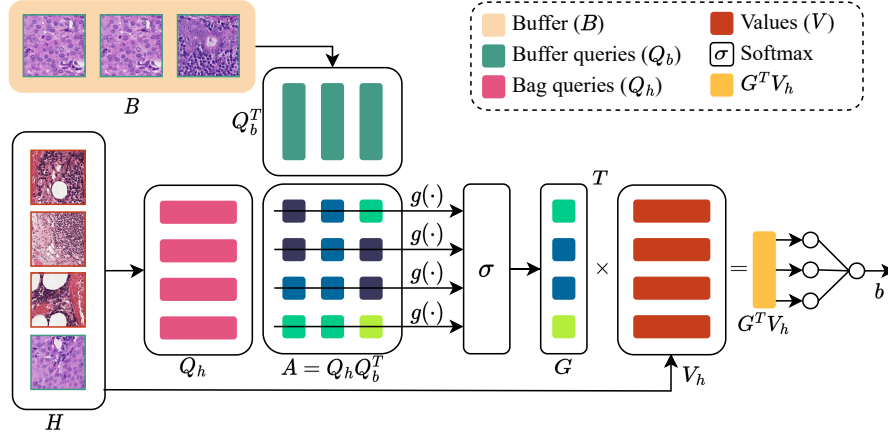 Buffer (B)
Buffer queries (Q_b)
Bag queries (Q_h)
Values (V)
σ Softmax
G^T V_h
B
Q_b^T
H
Q_h
A = Q_h Q_b^T
g(·)
g(·)
g(·)
g(·)
σ
G
T
×
V_h
=
G^T V_h
b